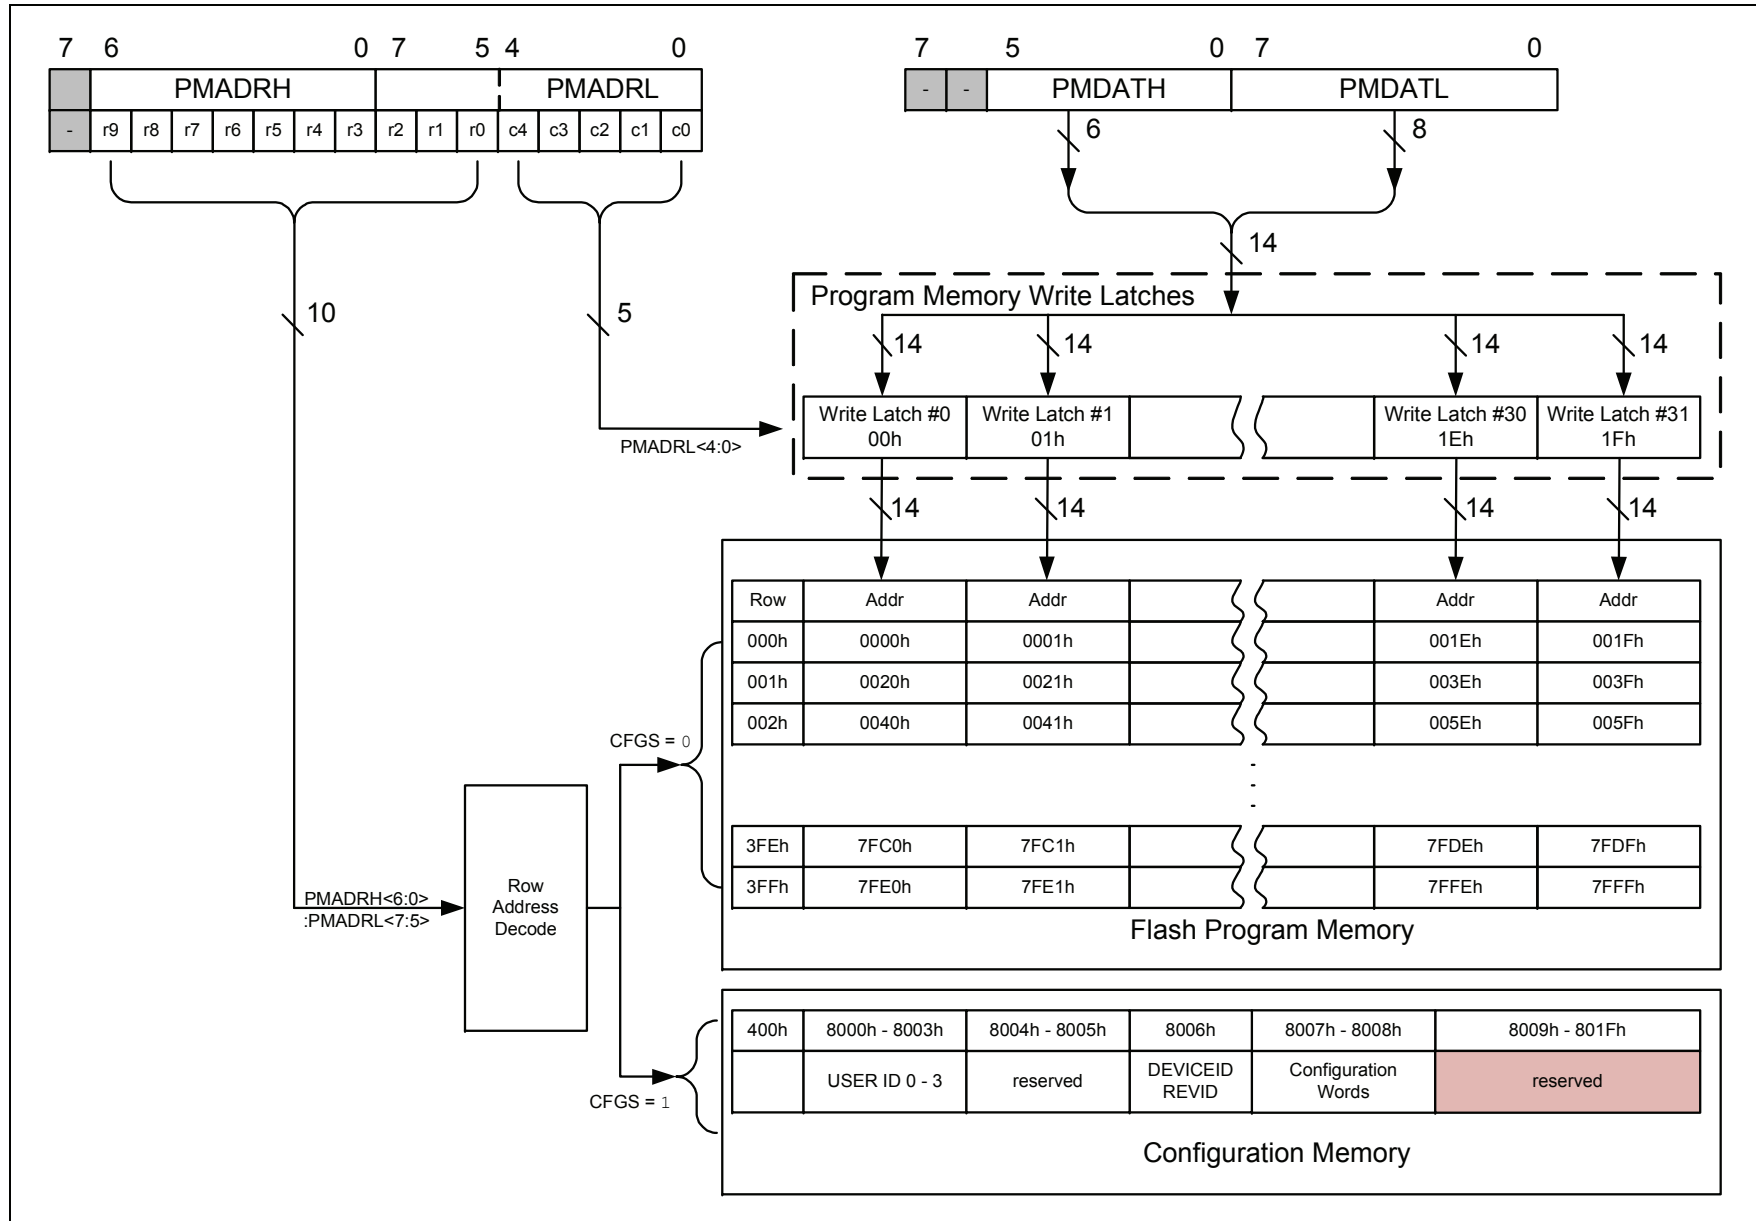 7 6 0 7 5 4 0
PMADRH PMADRL
- r9 r8 r7 r6 r5 r4 r3 r2 r1 r0 c4 c3 c2 c1 c0
7 5 0 7 0
- - PMDATH PMDATL
6 8
14
10
5
PMADRL<4:0>
Program Memory Write Latches
14 14 14 14
Write Latch #0 Write Latch #1 Write Latch #30 Write Latch #31
00h 01h 1Eh 1Fh
14 14 14 14
Row Addr Addr Addr Addr
000h 0000h 0001h 001Eh 001Fh
001h 0020h 0021h 003Eh 003Fh
002h 0040h 0041h 005Eh 005Fh
CFGS = 0
3FEh 7FC0h 7FC1h 7FDEh 7FDFh
3FFh 7FE0h 7FE1h 7FFEh 7FFFh
Flash Program Memory
PMADRH<6:0>
:PMADRL<7:5>
Row
Address
Decode
400h 8000h - 8003h 8004h - 8005h 8006h 8007h - 8008h 8009h - 801Fh
USER ID 0 - 3 reserved DEVICEID Configuration reserved
REVID Words
CFGS = 1
Configuration Memory